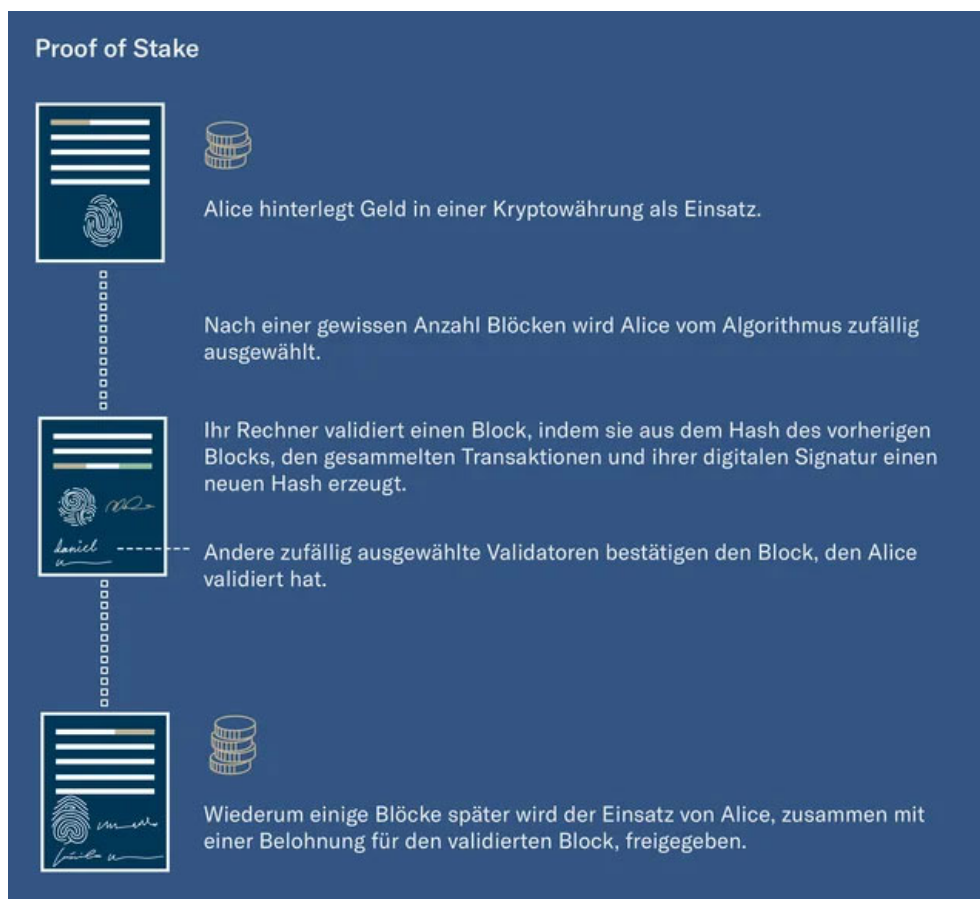 Proof of Stake
Alice hinterlegt Geld in einer Kryptowährung als Einsatz.
Nach einer gewissen Anzahl Blöcken wird Alice vom Algorithmus zufällig
ausgewählt.
Ihr Rechner validiert einen Block, indem sie aus dem Hash des vorherigen
Blocks, den gesammelten Transaktionen und ihrer digitalen Signatur einen
neuen Hash erzeugt.
daniel
Andere zufällig ausgewählte Validatoren bestätigen den Block, den Alice
validiert hat.
Wiederum einige Blöcke später wird der Einsatz von Alice, zusammen mit
einer Belohnung für den validierten Block, freigegeben.